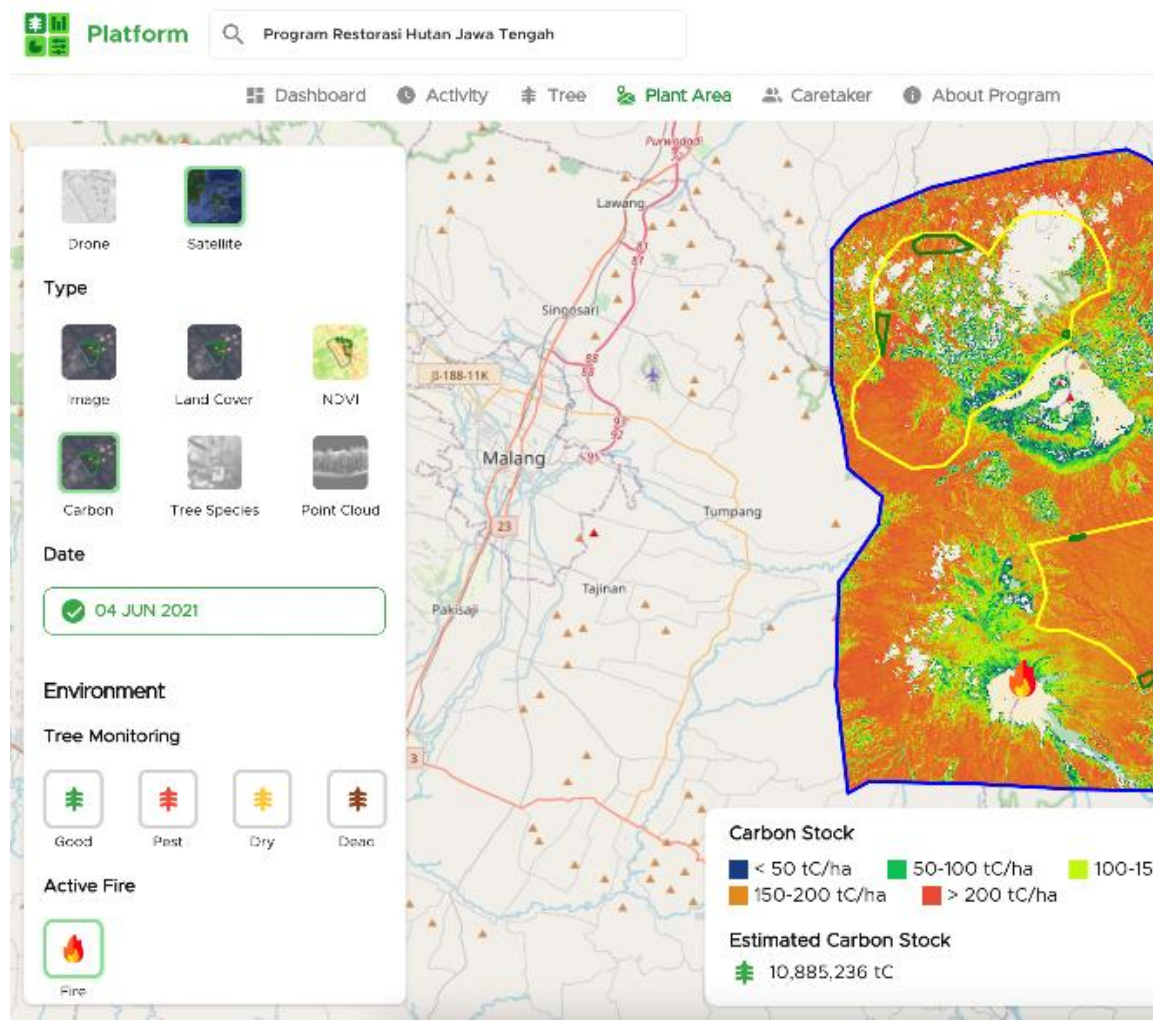 Platform
Program Restorasi Hutan Jawa Tengah
Dashboard Activity Tree Plant Area Caretaker About Program
Drone Satellite
Type
Image Land Cover NDVI
Carbon Tree Species Point Cloud
Date
04 JUN 2021
Environment
Tree Monitoring
Good Pest Dry Dead
Active Fire
Fire
Purwodadi
Lawang
Singosari
JJ-188-11K
Malang
Tumpang
23
Tajinan
Pakisaji
3
Carbon Stock
< 50 tC/ha 50-100 tC/ha 100-15
150-200 tC/ha > 200 tC/ha
Estimated Carbon Stock
10,885,236 tC